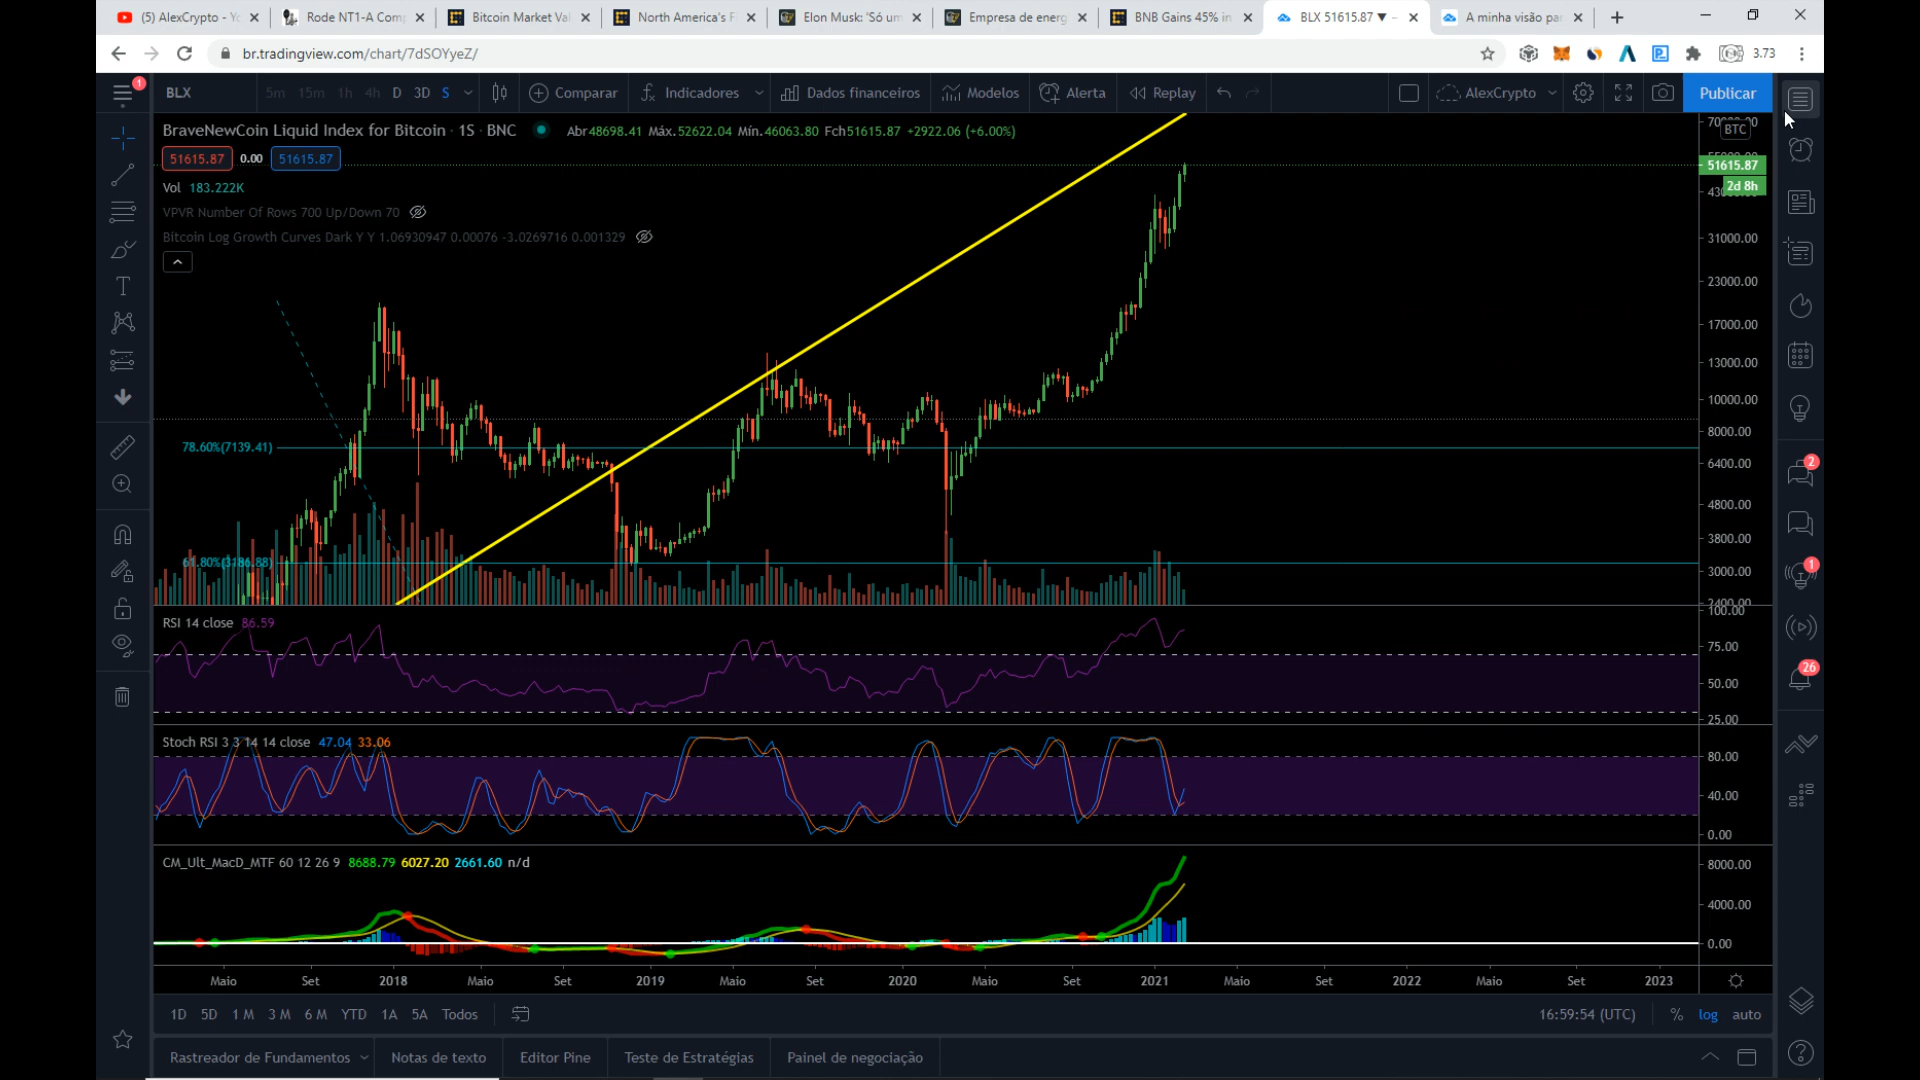 (5) AlexCrypto - Y
Rode NT1-A Com
Bitcoin Market Val
North America's F
Elon Musk: 'Só um
Empresa de energ
BNB Gains 45% in
BLX 51615.87 ▼ -
A minha visão pa
br.tradingview.com/chart/7dSOYyeZ/
3.73
1
BLX
5m 15m 1h 4h D 3D S
Comparar
Indicadores
Dados financeiros
Modelos
Alerta
Replay
AlexCrypto
Publicar
BraveNewCoin Liquid Index for Bitcoin · 1S · BNC
Abr48698.41 Máx.52622.04 Mín.46063.80 Fch51615.87 +2922.06 (+6.00%)
BTC
51615.87 0.00 51615.87
51615.87
2d 8h
Vol 183.222K
VPVR Number Of Rows 700 Up/Down 70
Bitcoin Log Growth Curves Dark Y Y 1.06930947 0.00076 -3.0269716 0.001329
31000.00
23000.00
17000.00
13000.00
10000.00
8000.00
78.60%(7139.41)
6400.00
4800.00
3800.00
61.80%(3186.88)
3000.00
2400.00
2
1
26
RSI 14 close 86.59
100.00
75.00
50.00
25.00
Stoch RSI 3 3 14 14 close 47.04 33.06
80.00
40.00
0.00
CM_Ult_MacD_MTF 60 12 26 9 8688.79 6027.20 2661.60 n/d
8000.00
4000.00
0.00
Maio Set 2018 Maio Set 2019 Maio Set 2020 Maio Set 2021 Maio Set 2022 Maio Set 2023
1D 5D 1 M 3 M 6 M YTD 1A 5A Todos
16:59:54 (UTC) % log auto
Rastreador de Fundamentos
Notas de texto
Editor Pine
Teste de Estratégias
Painel de negociação